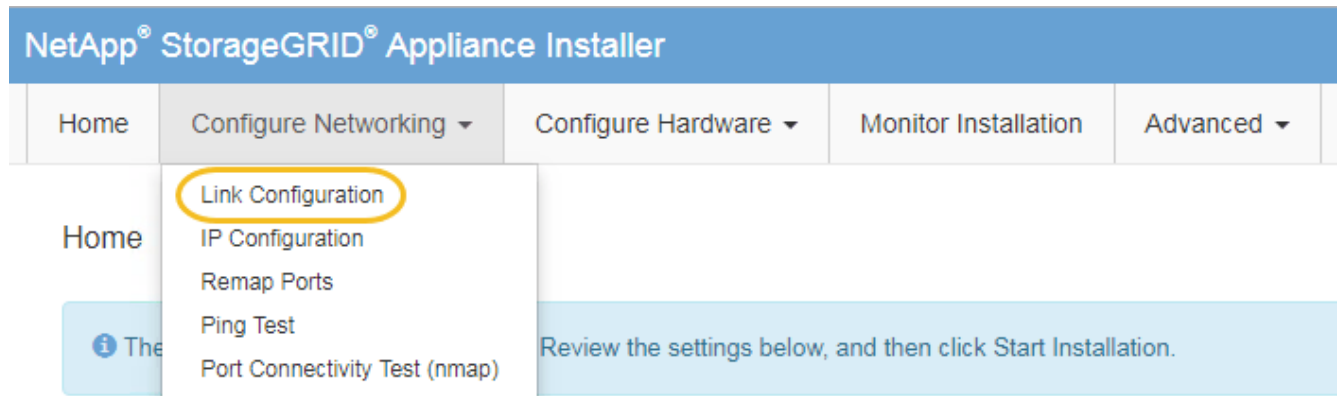 NetApp® StorageGRID® Appliance Installer
Home Configure Networking Configure Hardware Monitor Installation Advanced
Link Configuration
Home
IP Configuration
Remap Ports
Ping Test
The Review the settings below, and then click Start Installation.
Port Connectivity Test (nmap)